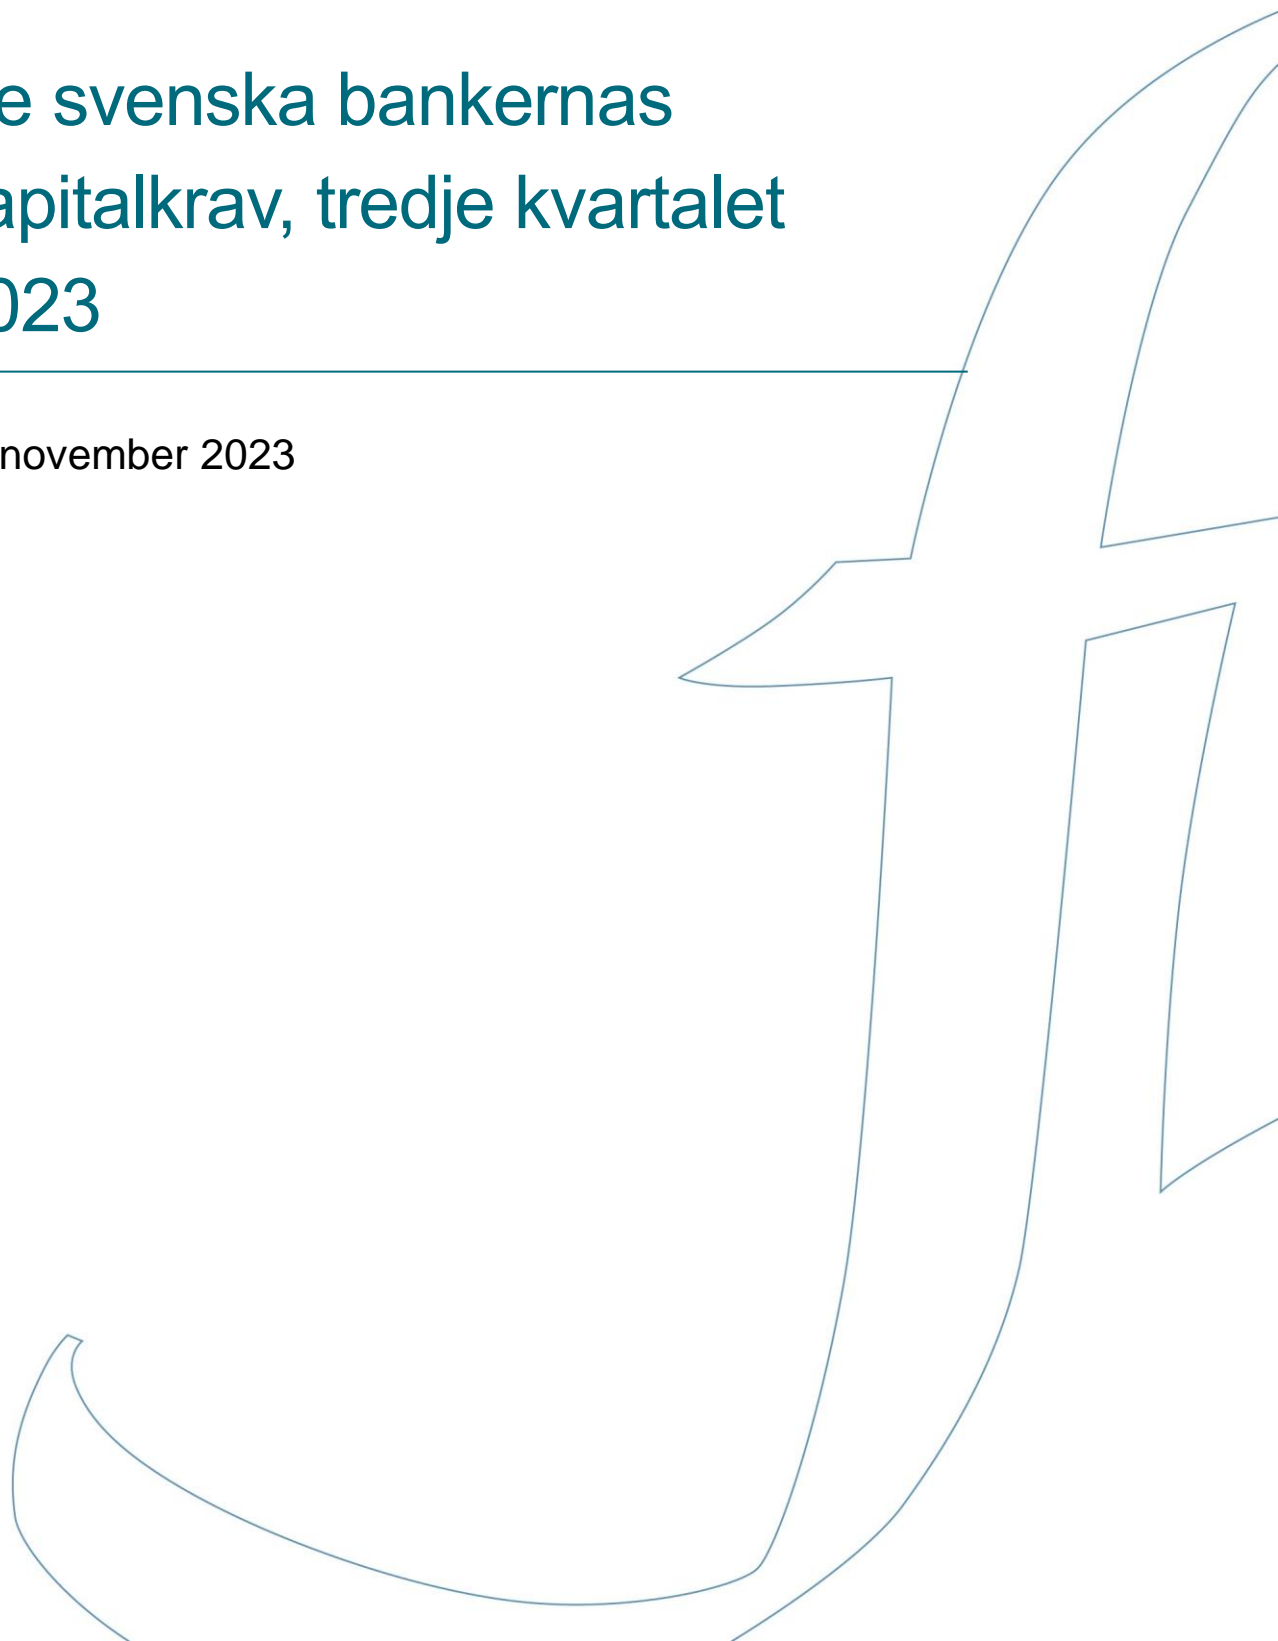 e svenska bankernas
apitalkrav, tredje kvartalet
023
november 2023